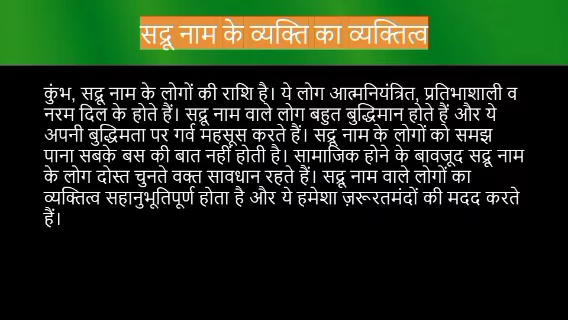 सद्रू नाम के व्यक्ति का व्यक्तित्व
कुंभ, सद्रू नाम के लोगों की राशि है। ये लोग आत्मनियंत्रित, प्रतिभाशाली व
नरम दिल के होते हैं। सद्रू नाम वाले लोग बहुत बुद्धिमान होते हैं और ये
अपनी बुद्धिमता पर गर्व महसूस करते हैं। सद्रू नाम के लोगों को समझ
पाना सबके बस की बात नहीं होती है। सामाजिक होने के बावजूद सद्रू नाम
के लोग दोस्त चुनते वक्त सावधान रहते हैं। सद्रू नाम वाले लोगों का
व्यक्तित्व सहानुभूतिपूर्ण होता है और ये हमेशा ज़रूरतमंदों की मदद करते
हैं।